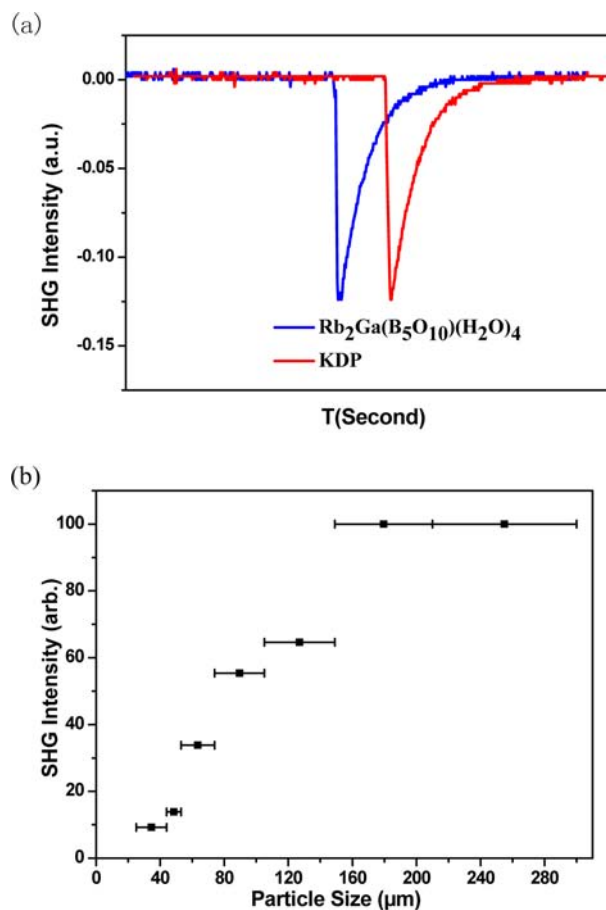 (a)
0.00
-0.05
-0.10
-0.15
SHG Intensity (a.u.)
Rb₂Ga(B₅O₁₀)(H₂O)₄
KDP
T(Second)
(b)
100
80
60
40
20
0
SHG Intensity (arb.)
0 40 80 120 160 200 240 280
Particle Size (μm)